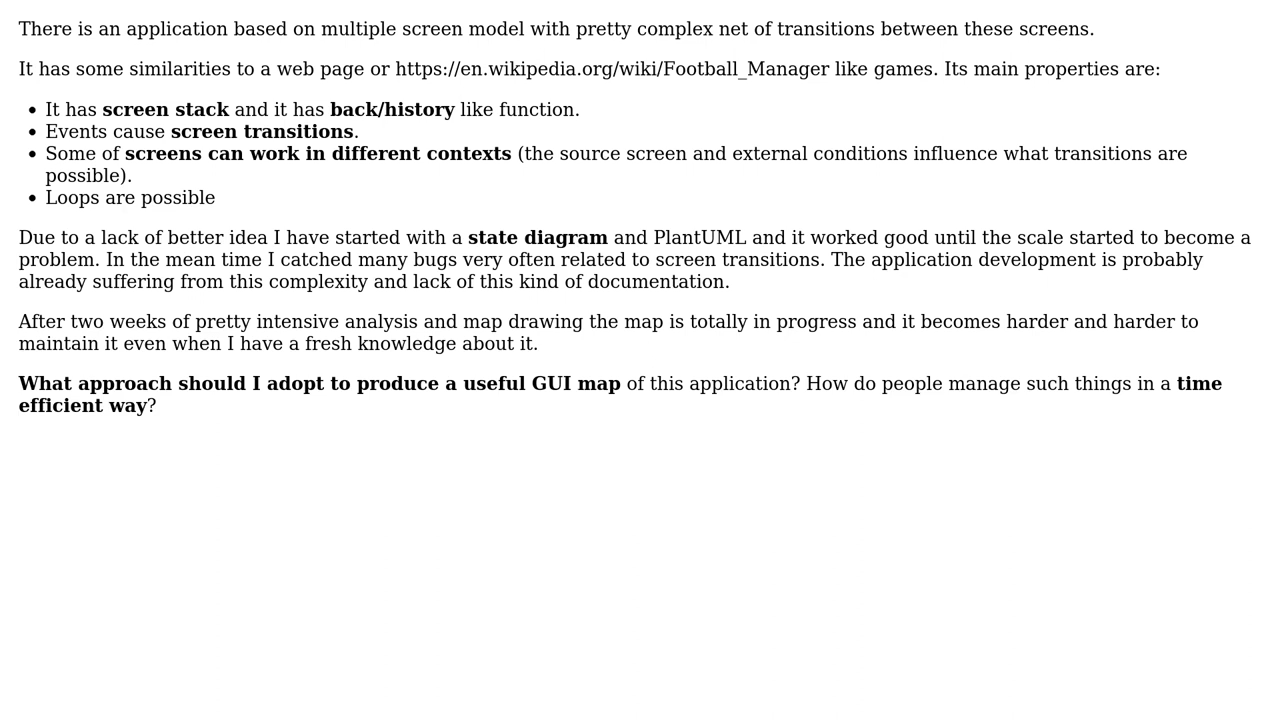 There is an application based on multiple screen model with pretty complex net of transitions between these screens.
It has some similarities to a web page or https://en.wikipedia.org/wiki/Football_Manager like games. Its main properties are:
• It has screen stack and it has back/history like function.
• Events cause screen transitions.
• Some of screens can work in different contexts (the source screen and external conditions influence what transitions are
possible).
• Loops are possible
Due to a lack of better idea I have started with a state diagram and PlantUML and it worked good until the scale started to become a
problem. In the mean time I catched many bugs very often related to screen transitions. The application development is probably
already suffering from this complexity and lack of this kind of documentation.
After two weeks of pretty intensive analysis and map drawing the map is totally in progress and it becomes harder and harder to
maintain it even when I have a fresh knowledge about it.
What approach should I adopt to produce a useful GUI map of this application? How do people manage such things in a time
efficient way?